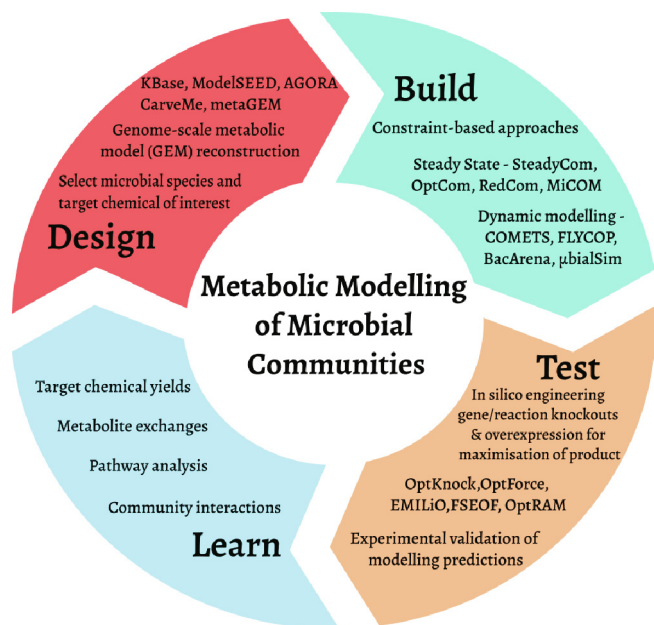 KBase, ModelSEED, AGORA
CarveMe, metaGEM
Genome-scale metabolic
model (GEM) reconstruction
Select microbial species and
target chemical of interest
Design
Build
Constraint-based approaches
Steady State - SteadyCom,
OptCom, RedCom, MiCOM
Dynamic modelling -
COMETS, FLYCOP,
BacArena, μbialSim
Metabolic Modelling
of Microbial
Communities
Test
In silico engineering
gene/reaction knockouts
& overexpression for
maximisation of product
OptKnock,OptForce,
EMILiO,FSEOF, OptRAM
Experimental validation of
modelling predictions
Target chemical yields
Metabolite exchanges
Pathway analysis
Community interactions
Learn